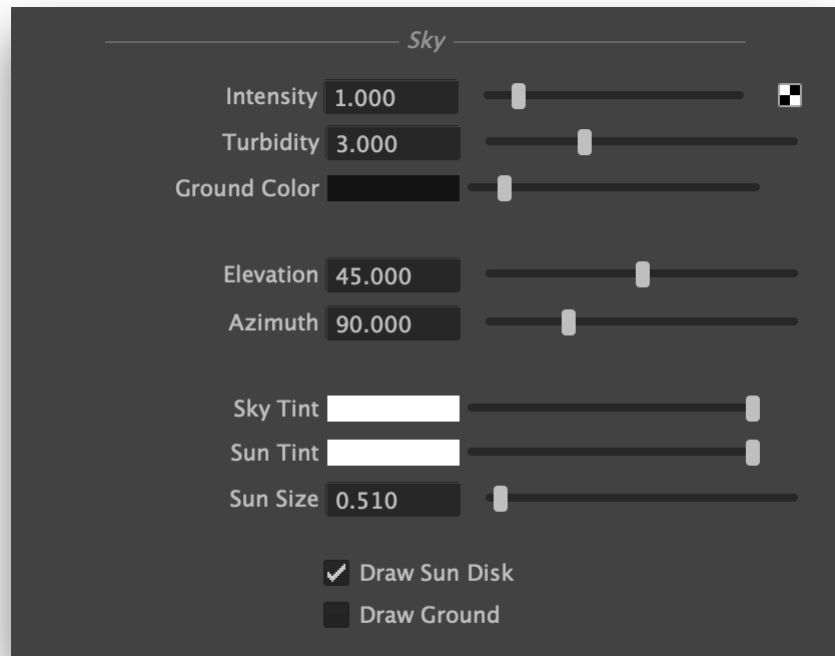 Sky
Intensity 1.000
Turbidity 3.000
Ground Color
Elevation 45.000
Azimuth 90.000
Sky Tint
Sun Tint
Sun Size 0.510
Draw Sun Disk
Draw Ground